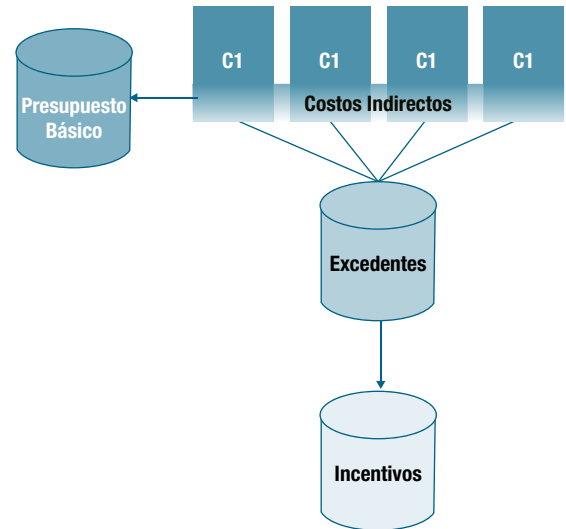 C1 C1 C1 C1
Presupuesto
Básico
Costos Indirectos
Excedentes
Incentivos